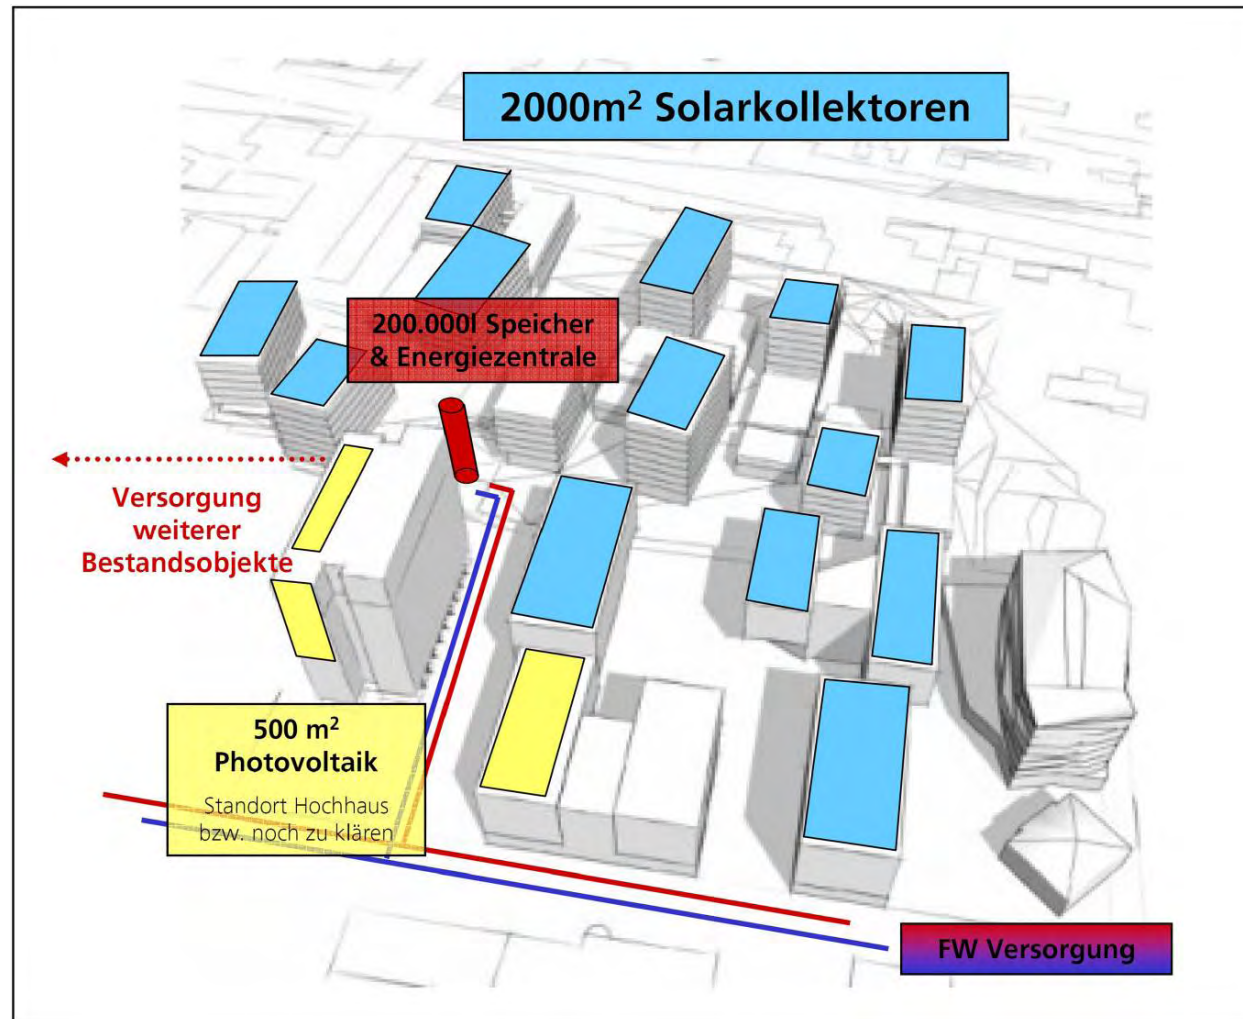 2000m² Solarkollektoren
200.000l Speicher
& Energiezentrale
Versorgung
weiterer
Bestandsobjekte
500 m²
Photovoltaik
Standort Hochhaus
bzw. noch zu klären
FW Versorgung